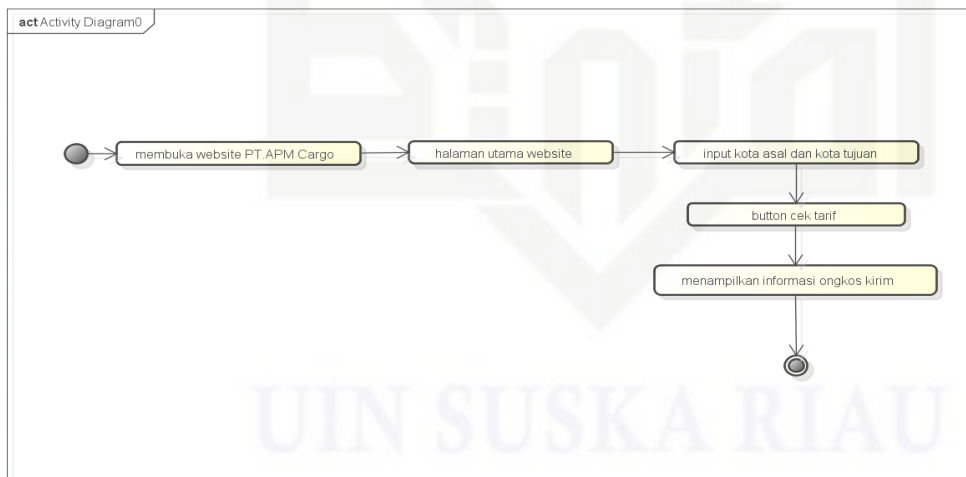 act Activity Diagram0
membuka website PT.APM Cargo
halaman utama website
input kota asal dan kota tujuan
button cek tarif
menampilkan informasi ongkos kirim
UIN SUSKA RIAU